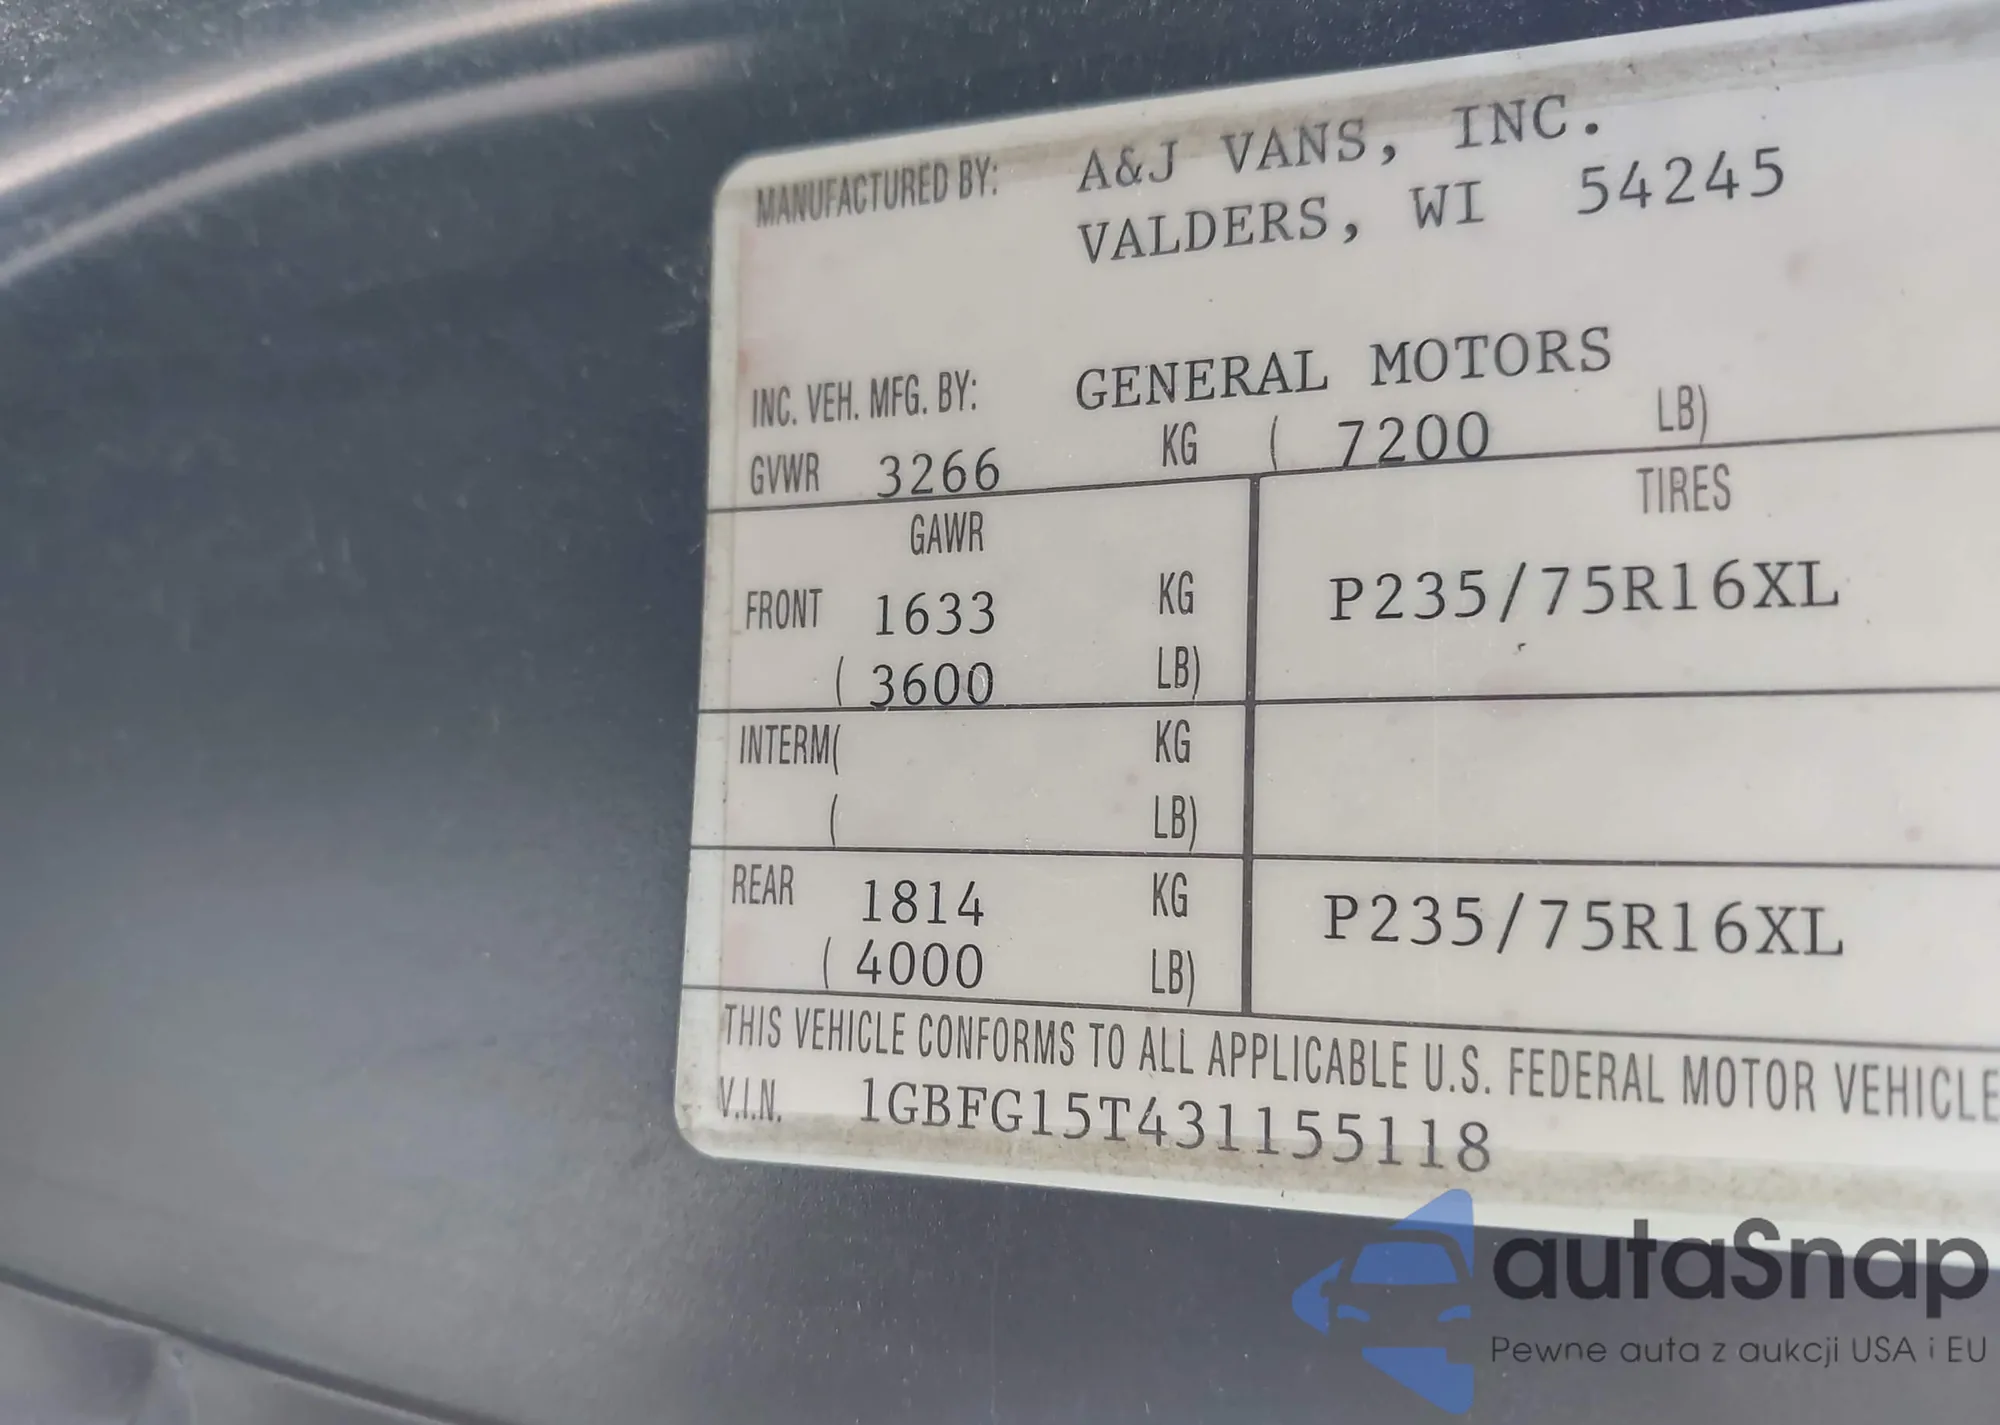 MANUFACTURED BY: A&J VANS, INC.
VALDERS, WI 54245
INC. VEH. MFG. BY: GENERAL MOTORS
GVWR 3266 KG ( 7200 LB)
GAWR TIRES
FRONT 1633 KG P235/75R16XL
( 3600 LB)
INTERM( KG
( LB)
REAR 1814 KG P235/75R16XL
( 4000 LB)
THIS VEHICLE CONFORMS TO ALL APPLICABLE U.S. FEDERAL MOTOR VEHICLE
V.I.N. 1GBFG15T431155118
autaSnap
Pewne auta z aukcji USA i EU